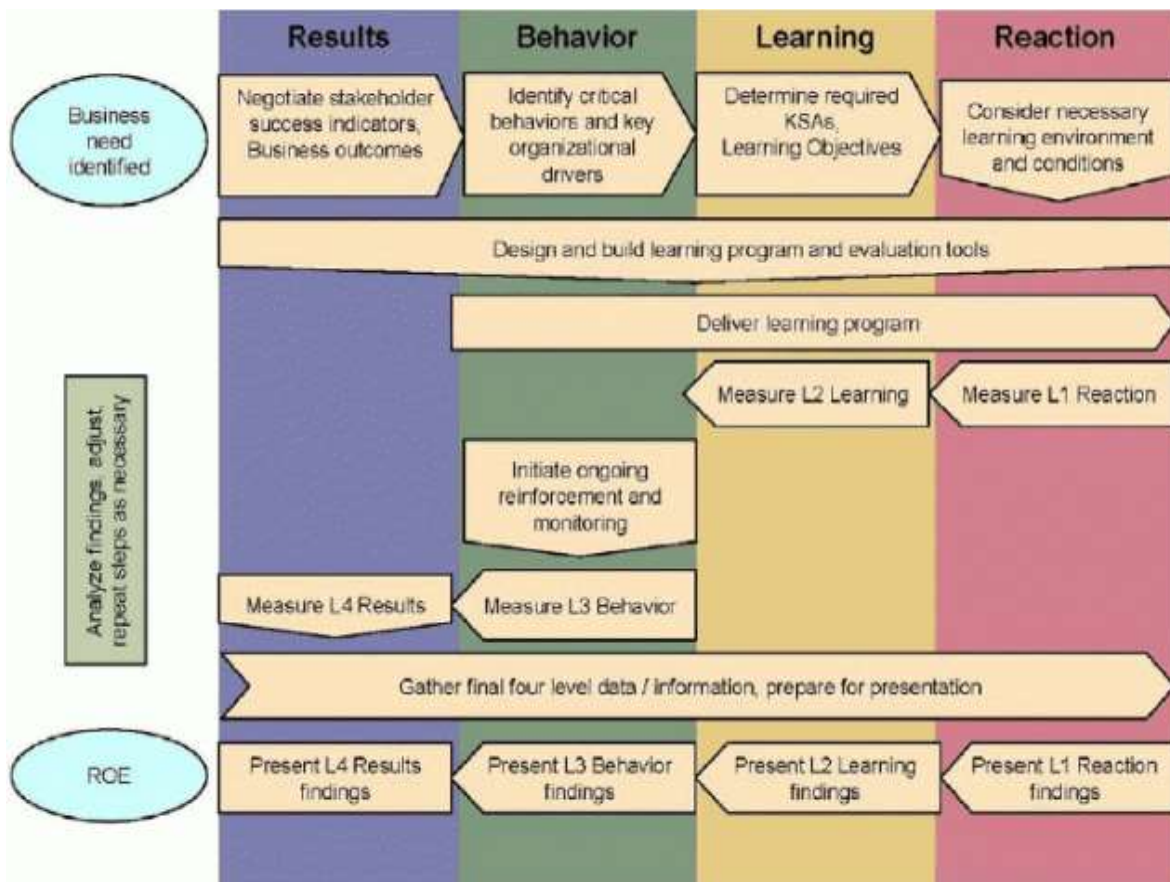 Results
Behavior
Learning
Reaction
Business
need
identified
Negotiate stakeholder
success indicators,
Business outcomes
Identify critical
behaviors and key
organizational
drivers
Determine required
KSAs,
Learning Objectives
Consider necessary
learning environment
and conditions
Design and build learning program and evaluation tools
Deliver learning program
Measure L2 Learning
Measure L1 Reaction
Analyze findings, adjust,
repeat steps as necessary
Initiate ongoing
reinforcement and
monitoring
Measure L4 Results
Measure L3 Behavior
Gather final four level data / information, prepare for presentation
ROE
Present L4 Results
findings
Present L3 Behavior
findings
Present L2 Learning
findings
Present L1 Reaction
findings